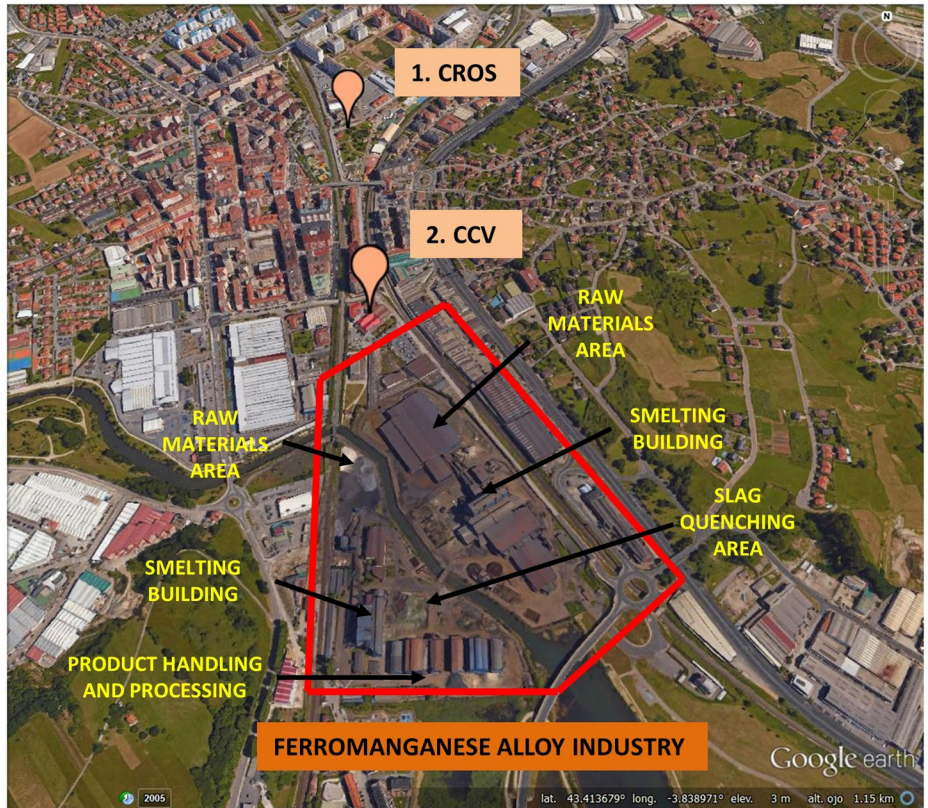 N
1. CROS
2. CCV
RAW
MATERIALS
AREA
RAW
MATERIALS
AREA
SMELTING
BUILDING
SLAG
QUENCHING
AREA
SMELTING
BUILDING
PRODUCT HANDLING
AND PROCESSING
FERROMANGANESE ALLOY INDUSTRY
Google earth
2005
lat. 43.413679° long. -3.838971° elev. 3 m alt. ojo 1.15 km